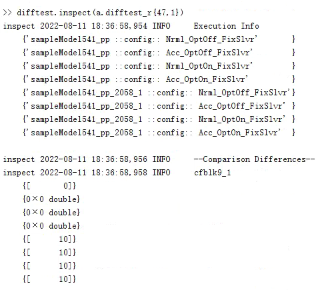 >> difftest.inspect(a.difftest_r{47,1})
inspect 2022-08-11 18:36:58,954 INFO Execution Info
{'sampleModel541_pp ::config:: Nrml_OptOff_FixSlvr' }
{'sampleModel541_pp ::config:: Acc_OptOff_FixSlvr' }
{'sampleModel541_pp ::config:: Nrml_OptOn_FixSlvr' }
{'sampleModel541_pp ::config:: Acc_OptOn_FixSlvr' }
{'sampleModel541_pp_2058_1 ::config:: Nrml_OptOff_FixSlvr'}
{'sampleModel541_pp_2058_1 ::config:: Acc_OptOff_FixSlvr' }
{'sampleModel541_pp_2058_1 ::config:: Nrml_OptOn_FixSlvr' }
{'sampleModel541_pp_2058_1 ::config:: Acc_OptOn_FixSlvr' }
inspect 2022-08-11 18:36:58,956 INFO --Comparison Differences--
inspect 2022-08-11 18:36:58,958 INFO cfblk9_1
{[ 0]}
{0×0 double}
{0×0 double}
{0×0 double}
{[ 10]}
{[ 10]}
{[ 10]}
{[ 10]}